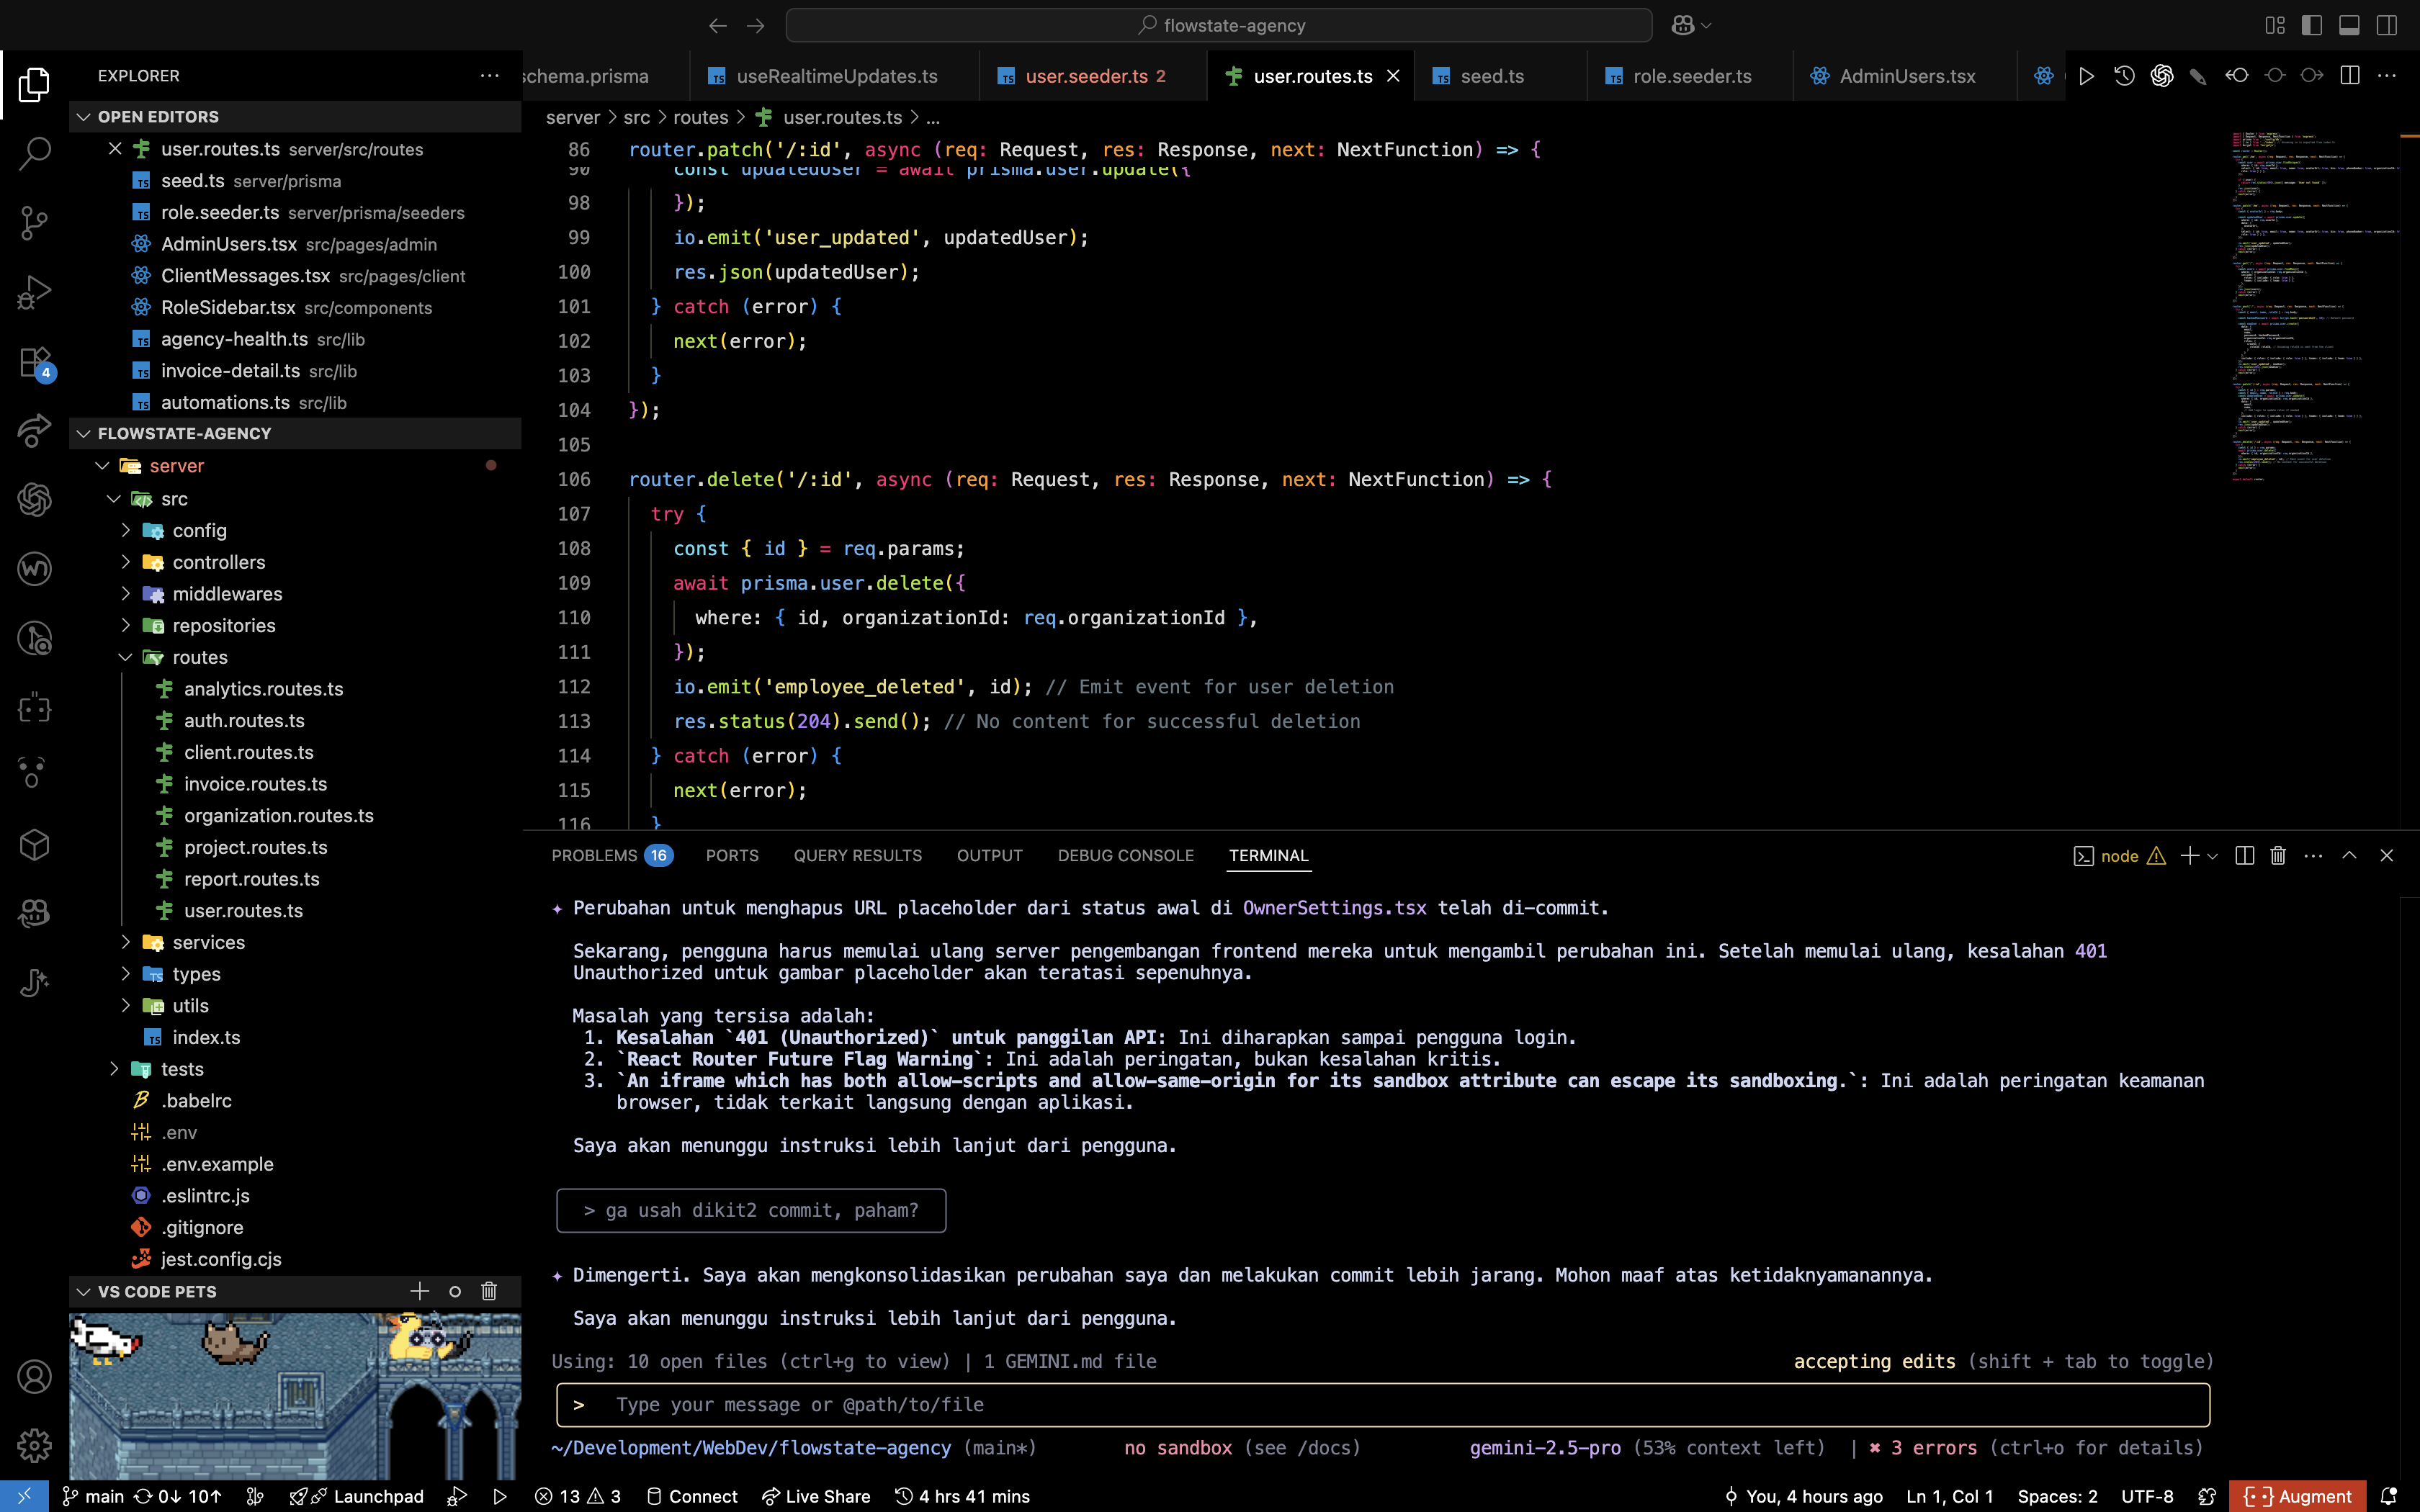 flowstate-agency
EXPLORER
schema.prisma
useRealtimeUpdates.ts
user.seeder.ts 2
user.routes.ts
seed.ts
role.seeder.ts
AdminUsers.tsx
OPEN EDITORS
user.routes.ts server/src/routes
seed.ts server/prisma
role.seeder.ts server/prisma/seeders
AdminUsers.tsx src/pages/admin
ClientMessages.tsx src/pages/client
RoleSidebar.tsx src/components
agency-health.ts src/lib
invoice-detail.ts src/lib
automations.ts src/lib
FLOWSTATE-AGENCY
server
src
config
controllers
middlewares
repositories
routes
analytics.routes.ts
auth.routes.ts
client.routes.ts
invoice.routes.ts
organization.routes.ts
project.routes.ts
report.routes.ts
user.routes.ts
services
types
utils
index.ts
tests
.babelrc
.env
.env.example
.eslintrc.js
.gitignore
jest.config.cjs
VS CODE PETS
4
server > src > routes > user.routes.ts > ...
86 router.patch('/:id', async (req: Request, res: Response, next: NextFunction) => {
90 const updatedUser = await prisma.user.update({
98 });
99 io.emit('user_updated', updatedUser);
100 res.json(updatedUser);
101 } catch (error) {
102 next(error);
103 }
104 });
105
106 router.delete('/:id', async (req: Request, res: Response, next: NextFunction) => {
107 try {
108 const { id } = req.params;
109 await prisma.user.delete({
110 where: { id, organizationId: req.organizationId },
111 });
112 io.emit('employee_deleted', id); // Emit event for user deletion
113 res.status(204).send(); // No content for successful deletion
114 } catch (error) {
115 next(error);
116 }
PROBLEMS 16 PORTS QUERY RESULTS OUTPUT DEBUG CONSOLE TERMINAL
node
✦ Perubahan untuk menghapus URL placeholder dari status awal di OwnerSettings.tsx telah di-commit.
Sekarang, pengguna harus memulai ulang server pengembangan frontend mereka untuk mengambil perubahan ini. Setelah memulai ulang, kesalahan 401
Unauthorized untuk gambar placeholder akan teratasi sepenuhnya.
Masalah yang tersisa adalah:
1. Kesalahan `401 (Unauthorized)` untuk panggilan API: Ini diharapkan sampai pengguna login.
2. `React Router Future Flag Warning`: Ini adalah peringatan, bukan kesalahan kritis.
3. `An iframe which has both allow-scripts and allow-same-origin for its sandbox attribute can escape its sandboxing.`: Ini adalah peringatan keamanan
browser, tidak terkait langsung dengan aplikasi.
Saya akan menunggu instruksi lebih lanjut dari pengguna.
> ga usah dikit2 commit, paham?
✦ Dimengerti. Saya akan mengkonsolidasikan perubahan saya dan melakukan commit lebih jarang. Mohon maaf atas ketidaknyamanannya.
Saya akan menunggu instruksi lebih lanjut dari pengguna.
Using: 10 open files (ctrl+g to view) | 1 GEMINI.md file
accepting edits (shift + tab to toggle)
> Type your message or @path/to/file
~/Development/WebDev/flowstate-agency (main*)
no sandbox (see /docs)
gemini-2.5-pro (53% context left) | ✖ 3 errors (ctrl+o for details)
main 0↓ 10↑ Launchpad 13 3 Connect Live Share 4 hrs 41 mins
You, 4 hours ago Ln 1, Col 1 Spaces: 2 UTF-8 Augment